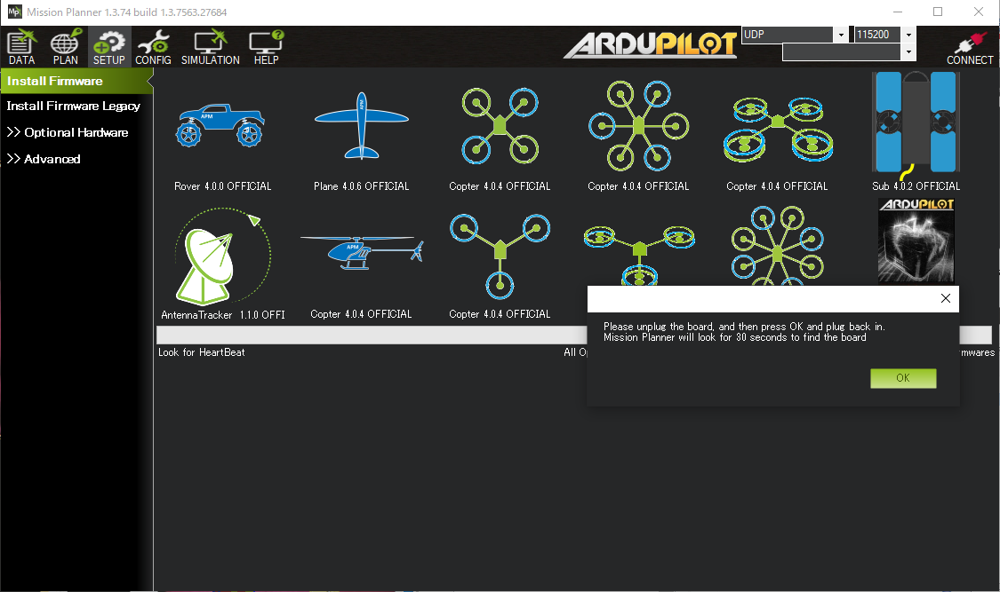 Mission Planner 1.3.74 build 1.3.7563.27684
DATA
PLAN
SETUP
CONFIG
SIMULATION
HELP
ARDUPILOT
UDP
115200
CONNECT
Install Firmware
Install Firmware Legacy
>> Optional Hardware
>> Advanced
APM
Rover 4.0.0 OFFICIAL
Plane 4.0.6 OFFICIAL
Copter 4.0.4 OFFICIAL
Copter 4.0.4 OFFICIAL
Copter 4.0.4 OFFICIAL
Sub 4.0.2 OFFICIAL
APM
ARDUPILOT
AntennaTracker 1.1.0 OFFI
Copter 4.0.4 OFFICIAL
Copter 4.0.4 OFFICIAL
Please unplug the board, and then press OK and plug back in.
Mission Planner will look for 30 seconds to find the board
OK
Look for HeartBeat
All Op
mwares